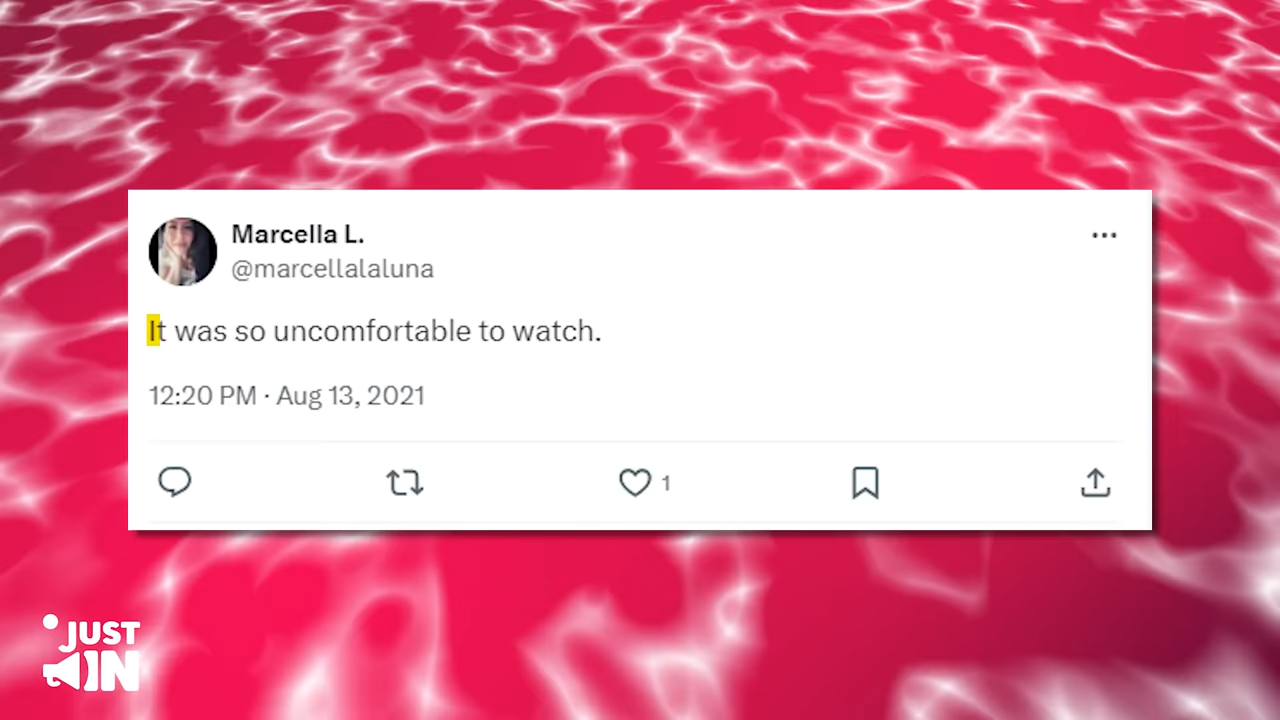 Marcella L.
@marcellalaluna
It was so uncomfortable to watch.
12:20 PM · Aug 13, 2021
1
JUST
IN